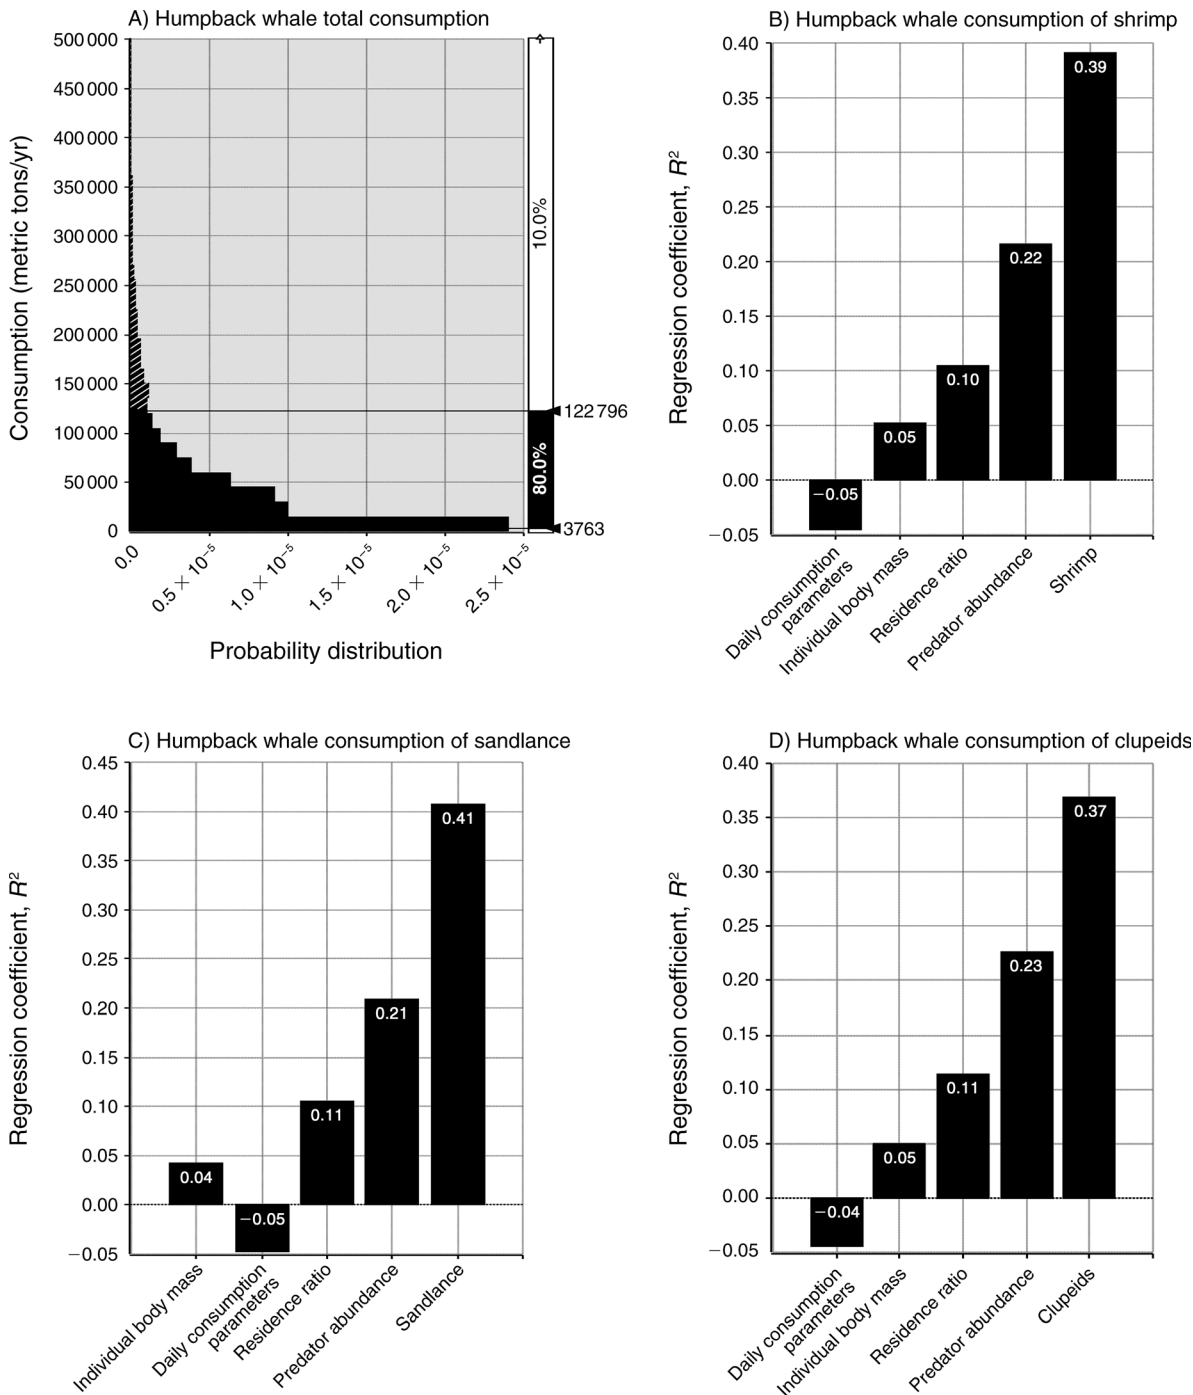 A) Humpback whale total consumption
500 000
450 000
400 000
350 000
300 000
250 000
200 000
150 000
100 000
50 000
0
Consumption (metric tons/yr)
10.0%
80.0%
122 796
3763
0.0
0.5 × 10⁻⁵
1.0 × 10⁻⁵
1.5 × 10⁻⁵
2.0 × 10⁻⁵
2.5 × 10⁻⁵
Probability distribution
B) Humpback whale consumption of shrimp
0.40
0.35
0.30
0.25
0.20
0.15
0.10
0.05
0.00
−0.05
Regression coefficient, R²
−0.05
0.05
0.10
0.22
0.39
Daily consumption
parameters
Individual body mass
Residence ratio
Predator abundance
Shrimp
C) Humpback whale consumption of sandlance
0.45
0.40
0.35
0.30
0.25
0.20
0.15
0.10
0.05
0.00
−0.05
Regression coefficient, R²
0.04
−0.05
0.11
0.21
0.41
Individual body mass
Daily consumption
parameters
Residence ratio
Predator abundance
Sandlance
D) Humpback whale consumption of clupeids
0.40
0.35
0.30
0.25
0.20
0.15
0.10
0.05
0.00
−0.05
Regression coefficient, R²
−0.04
0.05
0.11
0.23
0.37
Daily consumption
parameters
Individual body mass
Residence ratio
Predator abundance
Clupeids